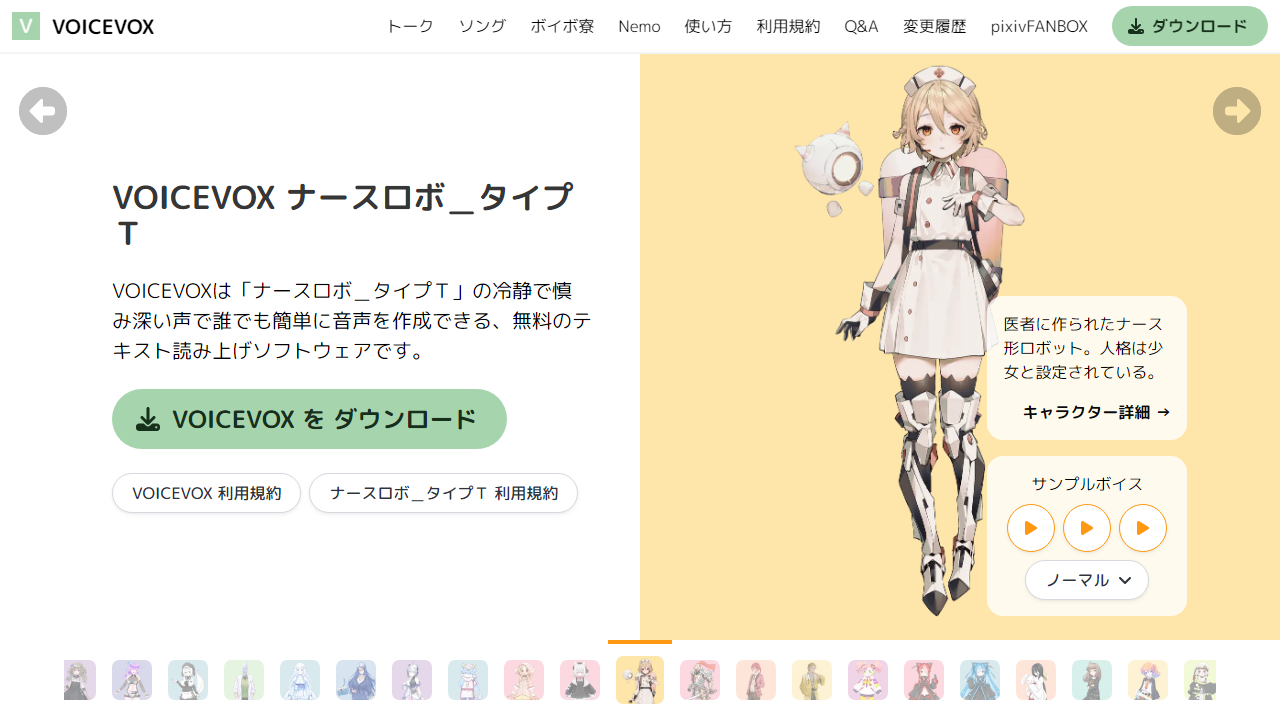 V VOICEVOX
トーク ソング ボイボ寮 Nemo 使い方 利用規約 Q&A 変更履歴 pixivFANBOX ダウンロード
VOICEVOX ナースロボ＿タイプ
Ｔ
VOICEVOXは「ナースロボ＿タイプＴ」の冷静で慎
み深い声で誰でも簡単に音声を作成できる、無料のテ
キスト読み上げソフトウェアです。
VOICEVOX を ダウンロード
VOICEVOX 利用規約
ナースロボ＿タイプＴ 利用規約
医者に作られたナース
形ロボット。人格は少
女と設定されている。
キャラクター詳細 →
サンプルボイス
ノーマル